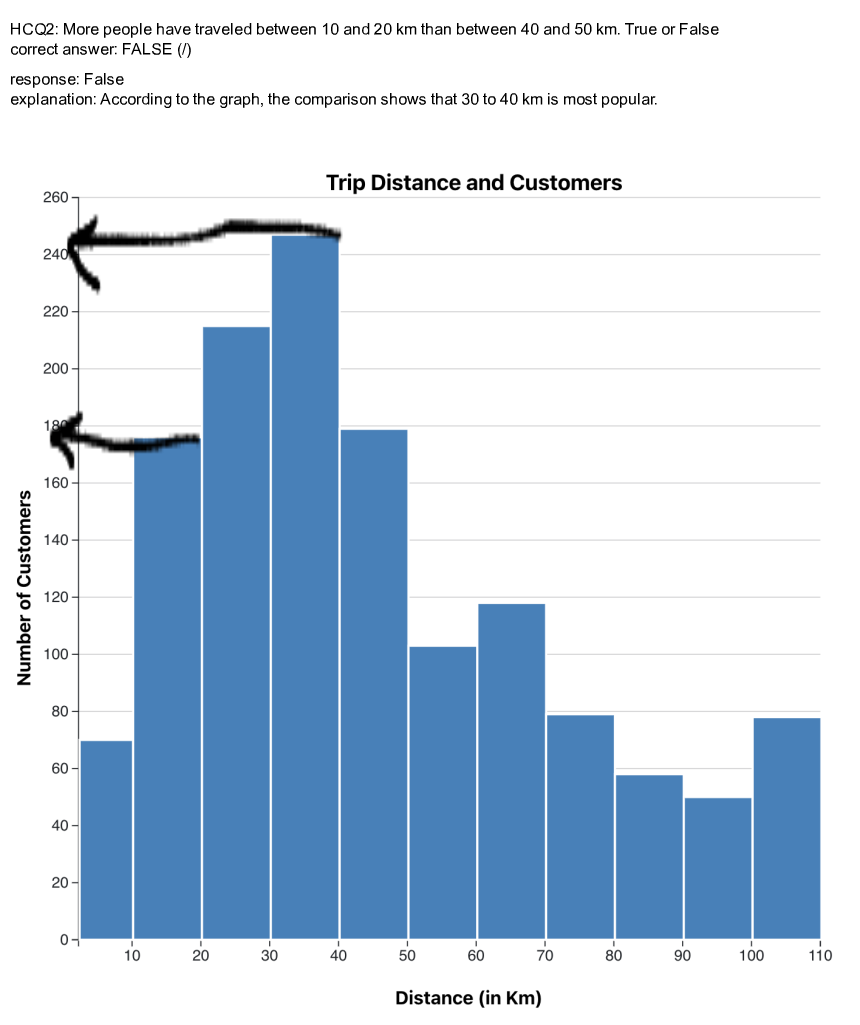 HCQ2: More people have traveled between 10 and 20 km than between 40 and 50 km. True or False
correct answer: FALSE (/)
response: False
explanation: According to the graph, the comparison shows that 30 to 40 km is most popular.
Trip Distance and Customers
260
240
220
200
180
160
140
120
100
80
60
40
20
0
Number of Customers
10 20 30 40 50 60 70 80 90 100 110
Distance (in Km)